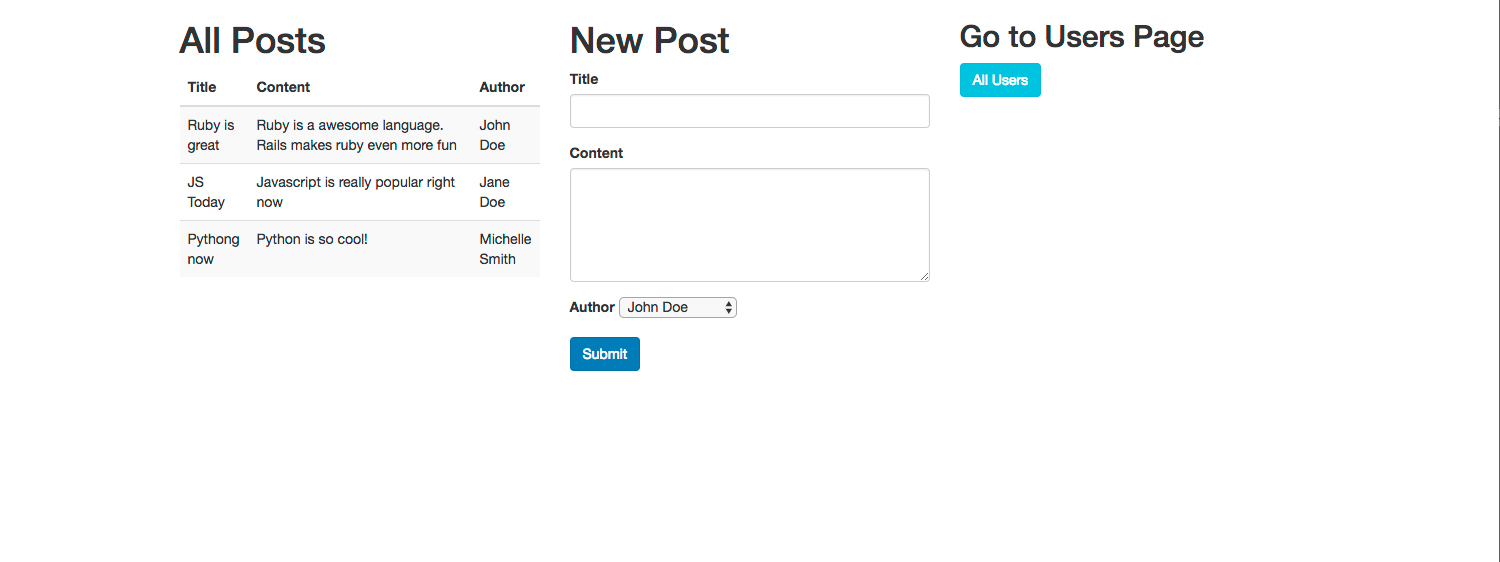 All Posts
Title Content Author
Ruby is Ruby is a awesome language. John
great Rails makes ruby even more fun Doe
JS Javascript is really popular right Jane
Today now Doe
Pythong Python is so cool! Michelle
now Smith
New Post
Title
Content
Author John Doe
Submit
Go to Users Page
All Users